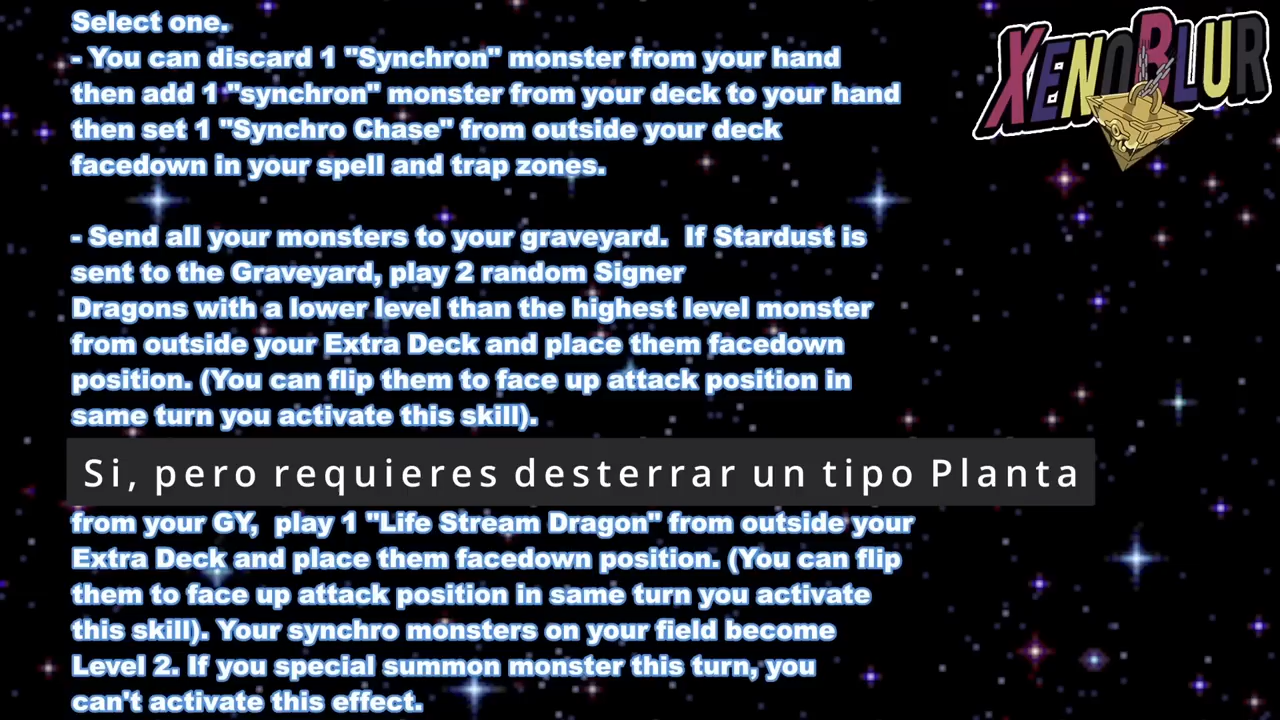 Select one.
- You can discard 1 "Synchron" monster from your hand
then add 1 "synchron" monster from your deck to your hand
then set 1 "Synchro Chase" from outside your deck
facedown in your spell and trap zones.
- Send all your monsters to your graveyard.  If Stardust is
sent to the Graveyard, play 2 random Signer
Dragons with a lower level than the highest level monster
from outside your Extra Deck and place them facedown
position. (You can flip them to face up attack position in
same turn you activate this skill).
Si, pero requieres desterrar un tipo Planta
from your GY,  play 1 "Life Stream Dragon" from outside your
Extra Deck and place them facedown position. (You can flip
them to face up attack position in same turn you activate
this skill). Your synchro monsters on your field become
Level 2. If you special summon monster this turn, you
can't activate this effect.
XENOBLUR